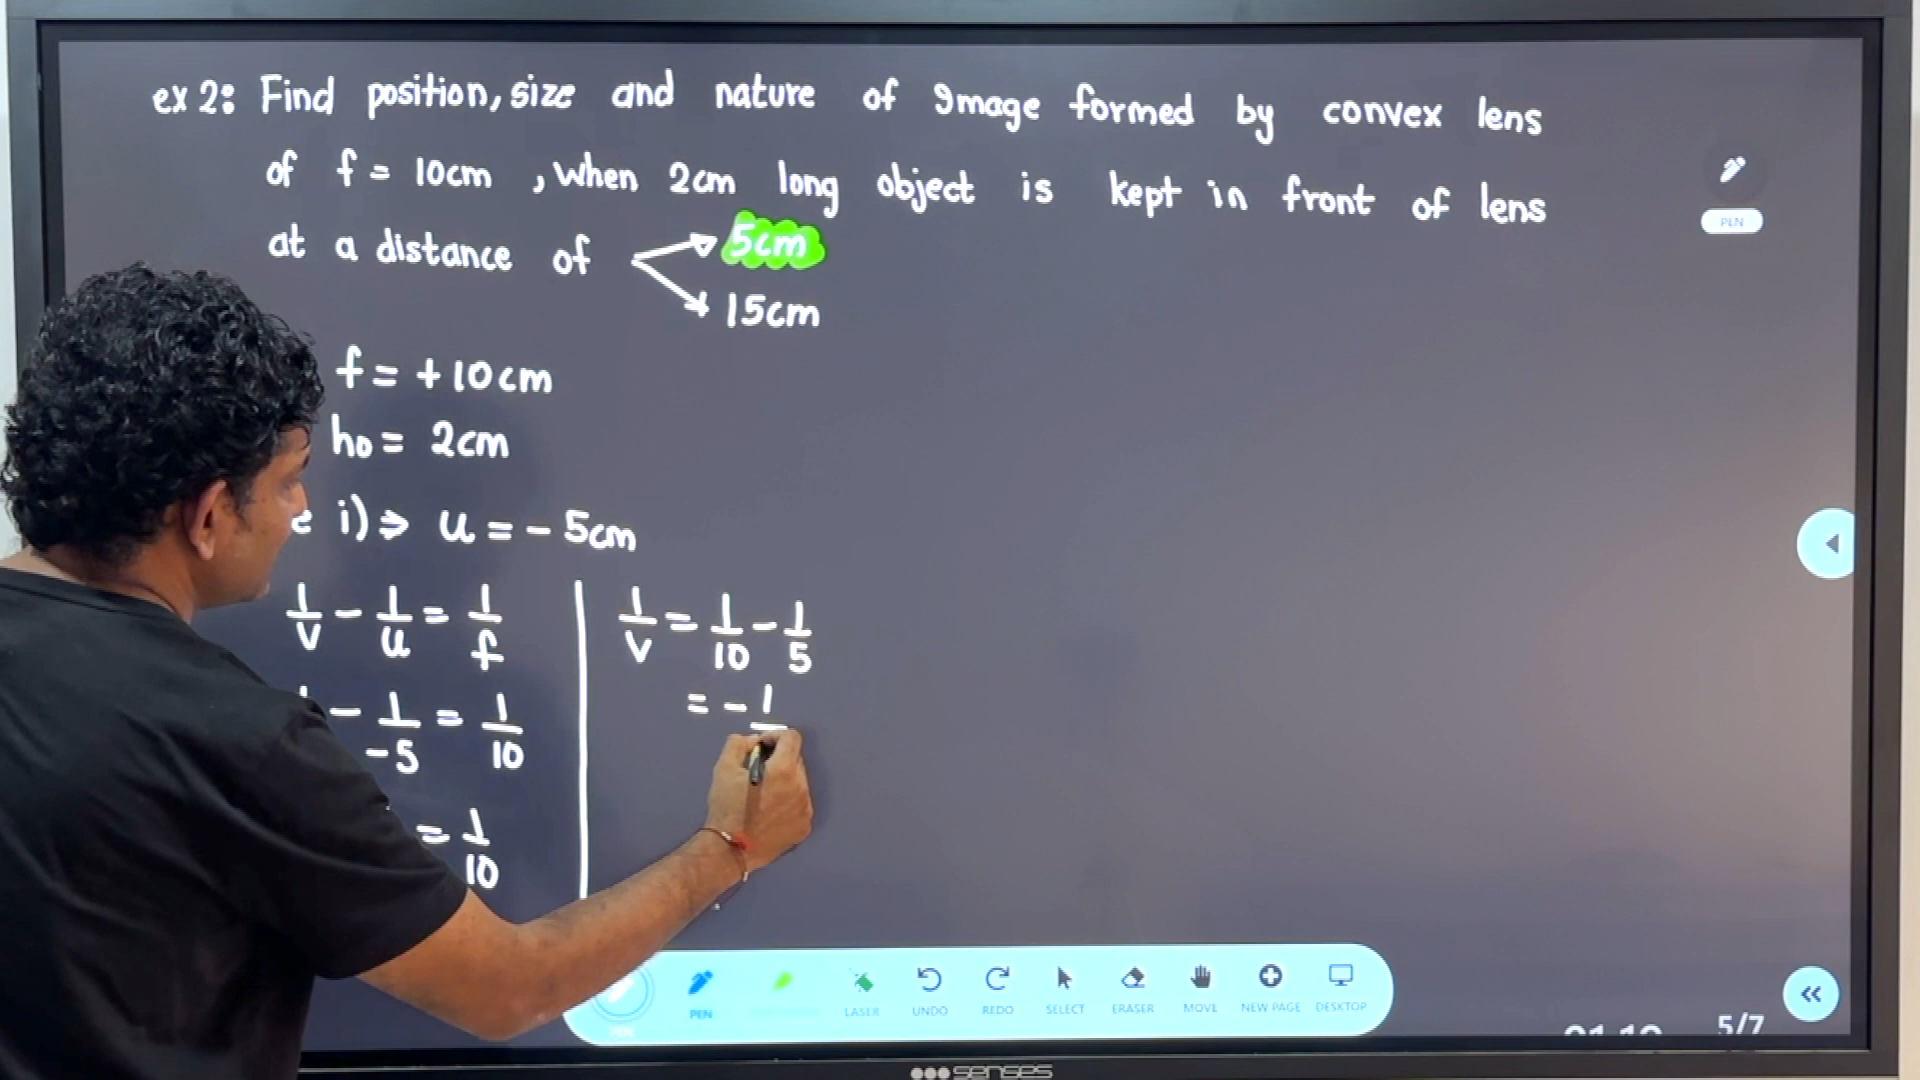 ex 2: Find position, size and nature of Image formed by convex lens
of f = 10cm , when 2cm long object is kept in front of lens
at a distance of 5cm
15cm
f = +10cm
ho = 2cm
i) ⇒ u = - 5cm
1/v - 1/u = 1/f
- 1/-5 = 1/10
= 1/10
1/v = 1/10 - 1/5
= - 1
PEN
PEN
LASER
UNDO
REDO
SELECT
ERASER
MOVE
NEW PAGE
DESKTOP
5/7
senses